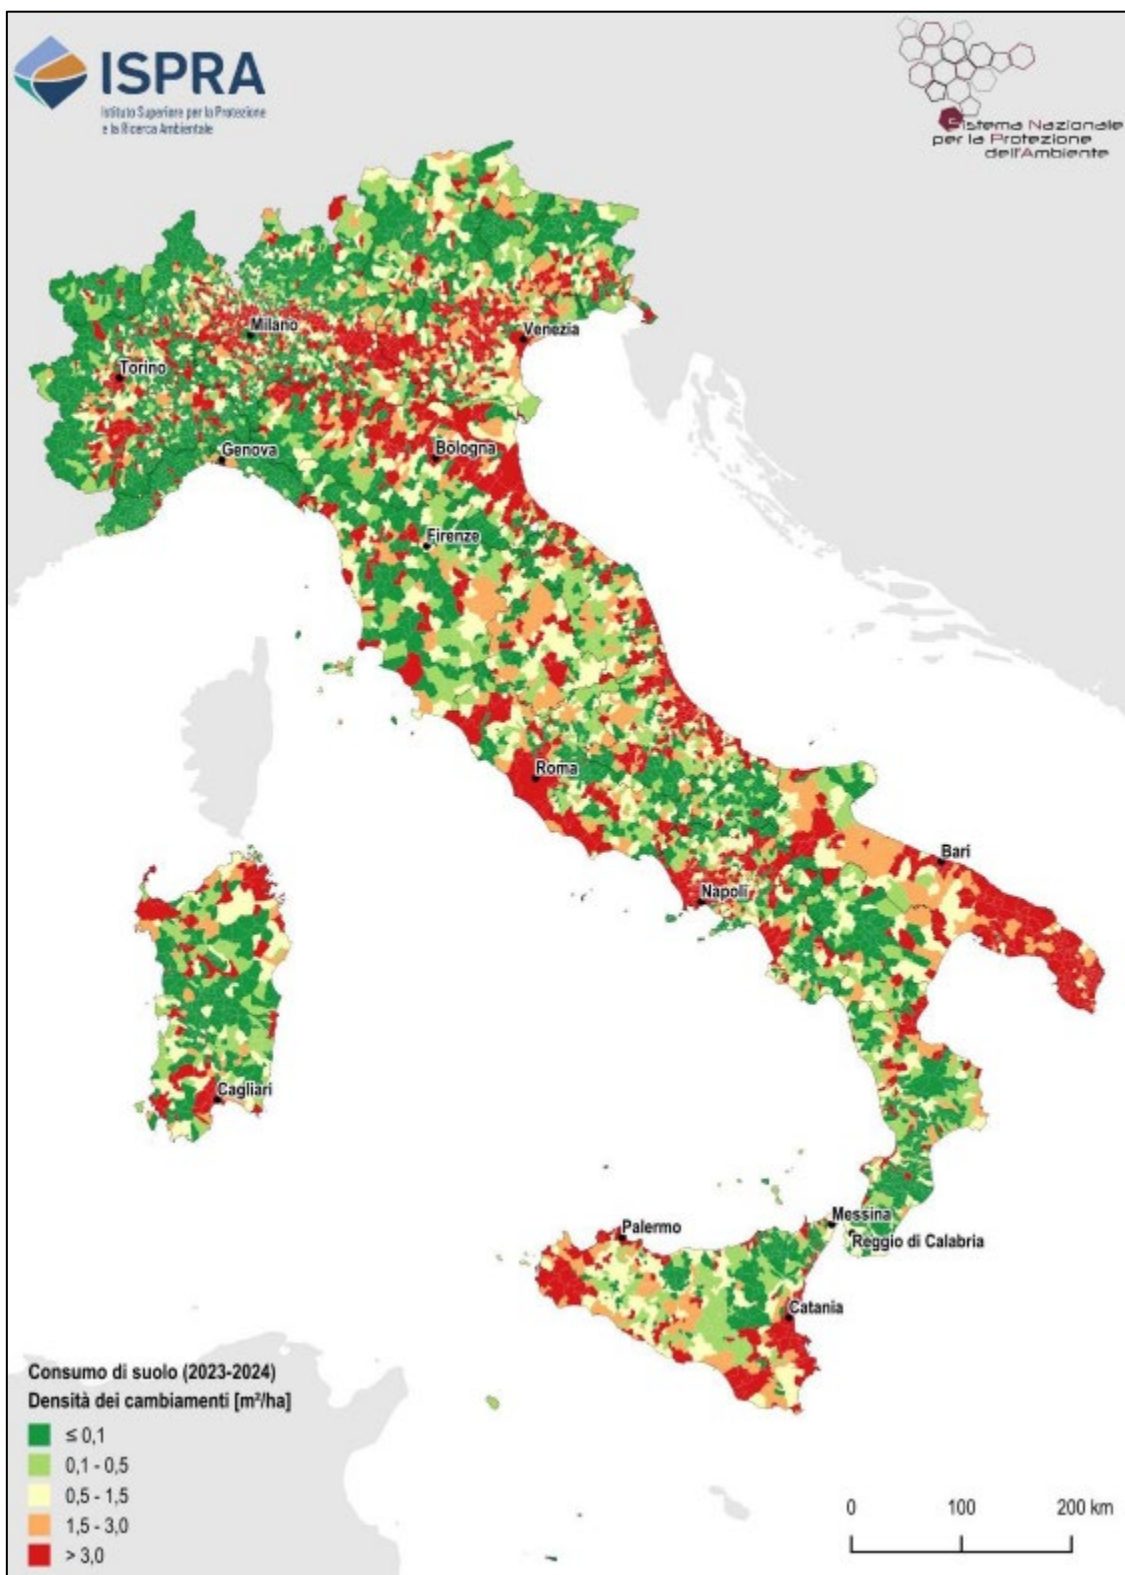 ISPRA
Istituto Superiore per la Protezione
e la Ricerca Ambientale
Sistema Nazionale
per la Protezione
dell'Ambiente
Milano
Venezia
Torino
Genova
Bologna
Firenze
Roma
Bari
Napoli
Cagliari
Messina
Palermo
Reggio di Calabria
Catania
Consumo di suolo (2023-2024)
Densità dei cambiamenti [m²/ha]
≤ 0,1
0,1 - 0,5
0,5 - 1,5
1,5 - 3,0
> 3,0
0 100 200 km